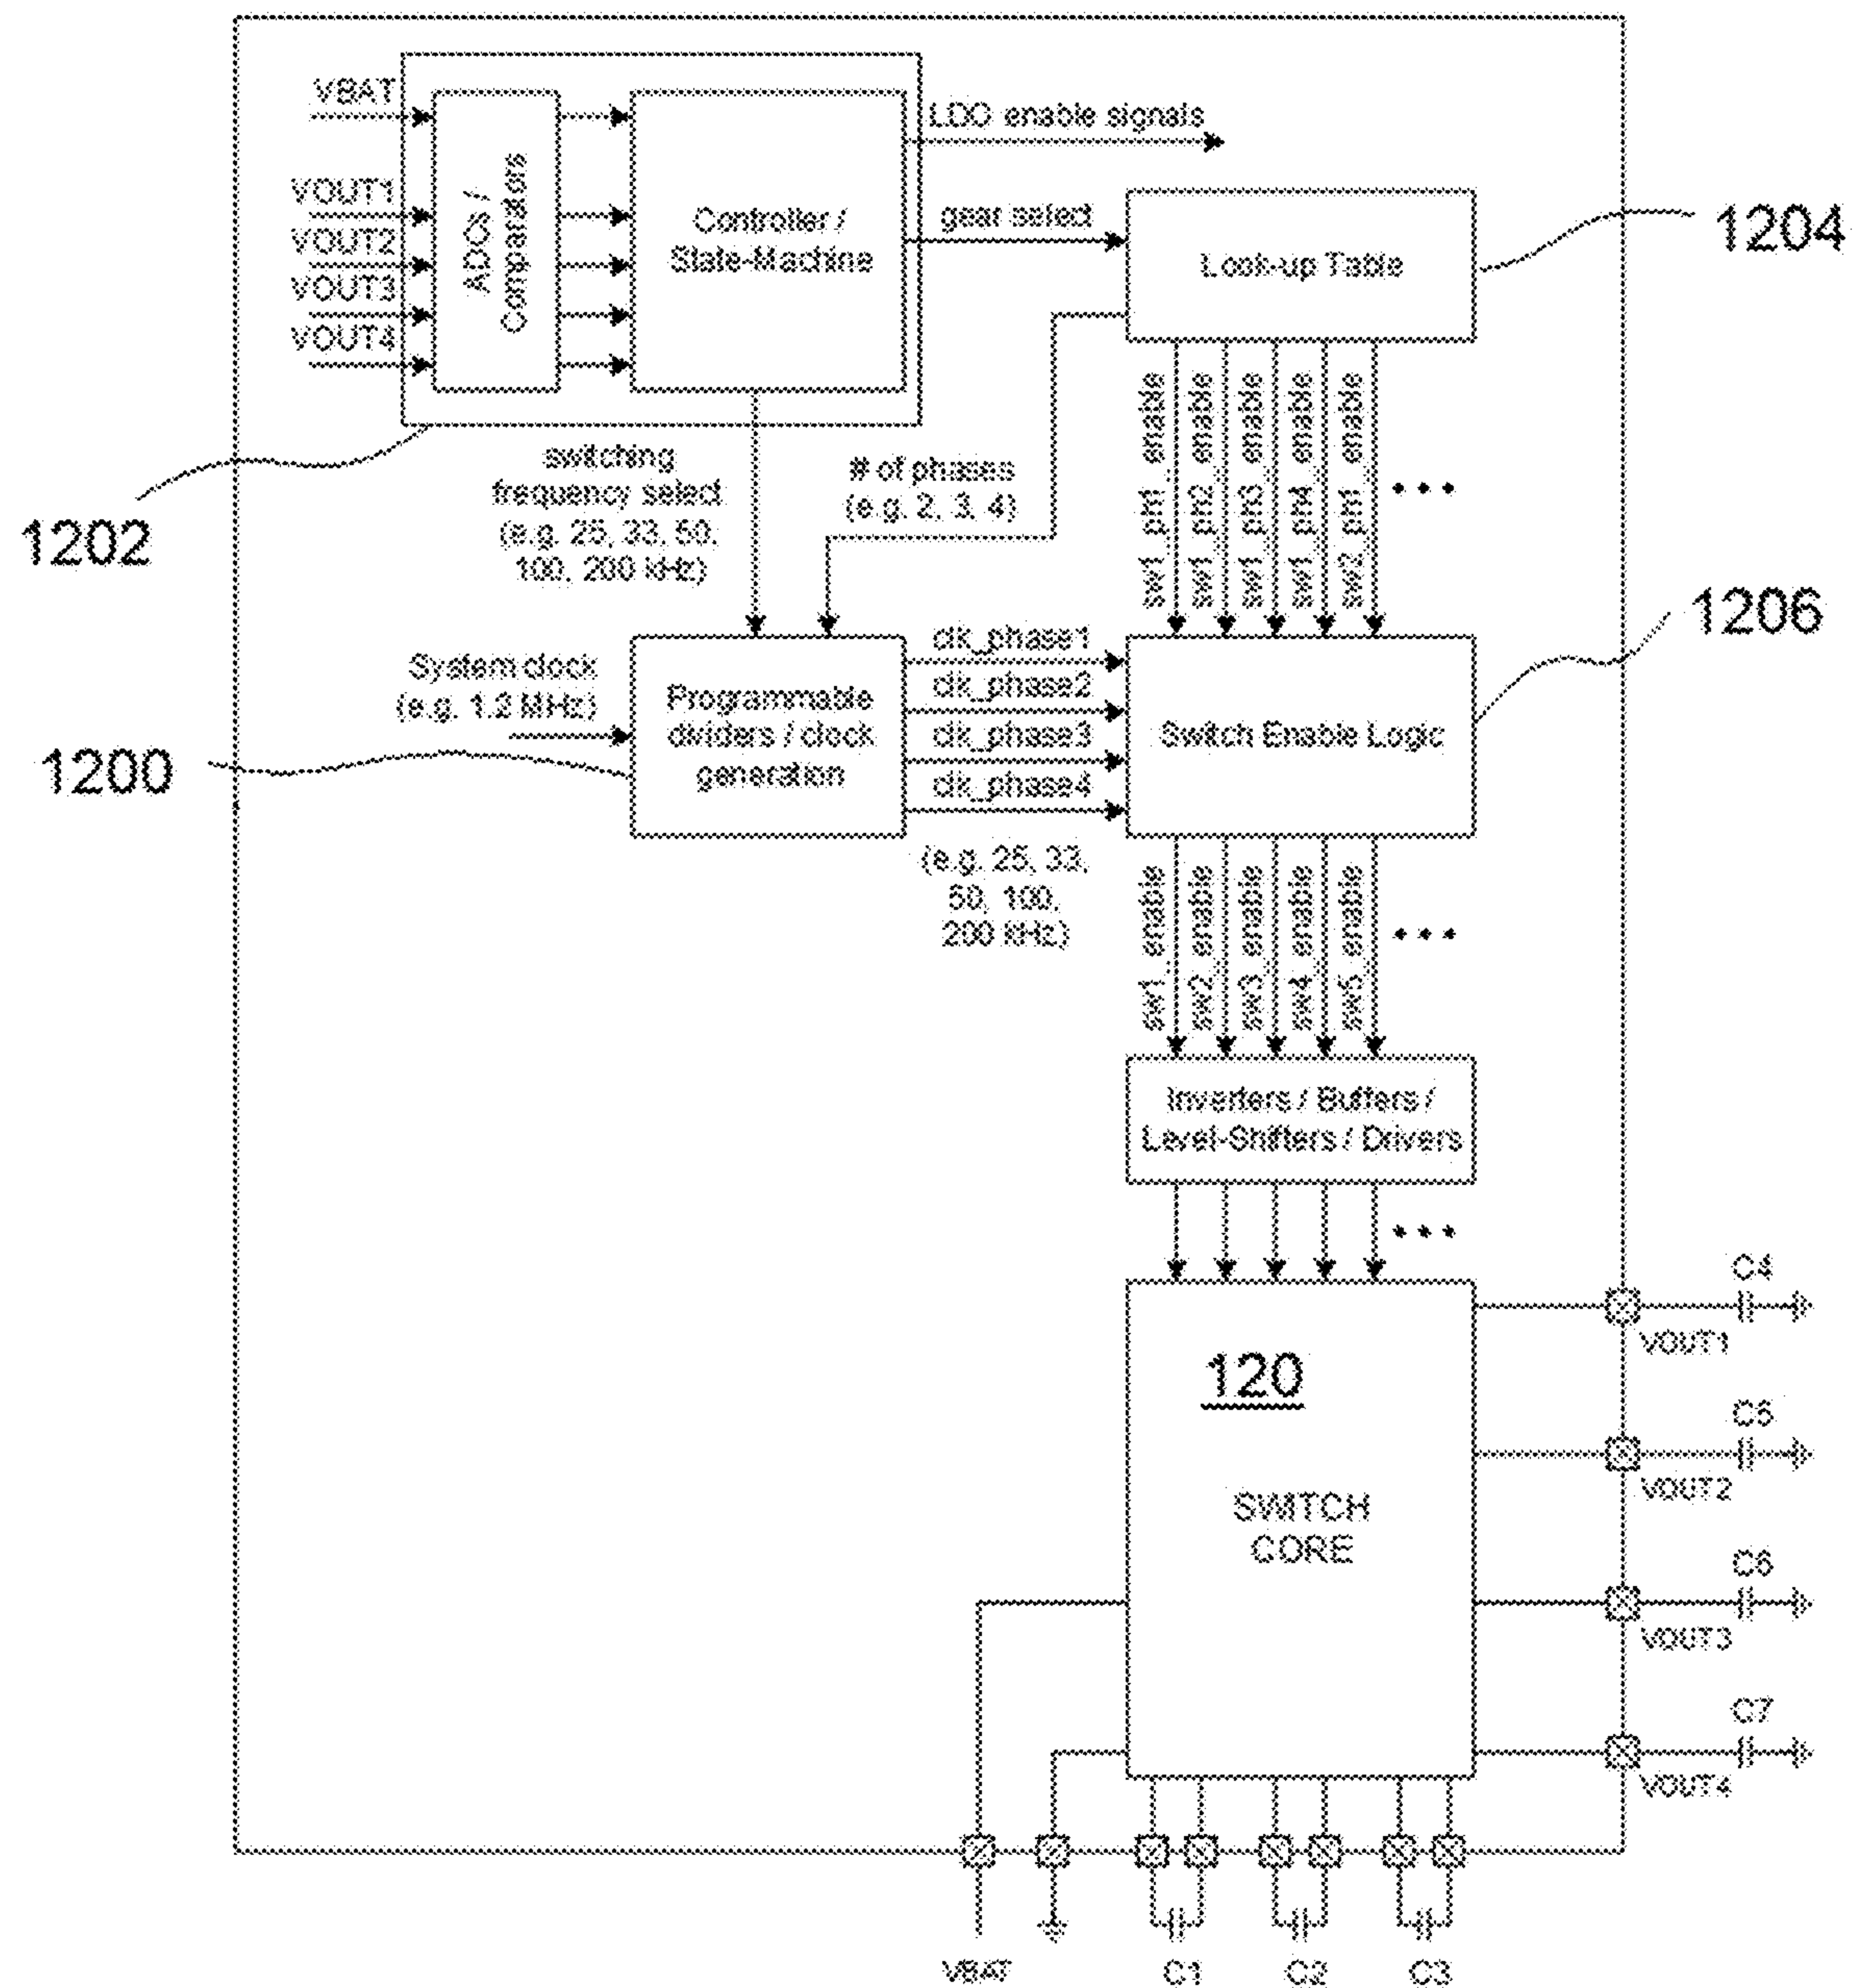 VBAT
VOUT1
VOUT2
VOUT3
VOUT4
ADCs /
Comparators
Controller /
State-Machine
LDO enable signals
gear select
Look-up Table
1204
1202
switching
frequency select
(e.g. 25, 33, 50,
100, 200 kHz)
# of phases
(e.g. 2, 3, 4)
sw1_ph1_enable
sw1_ph2_enable
sw1_ph3_enable
sw1_ph4_enable
sw2_ph1_enable
...
1206
System clock
(e.g. 1.2 MHz)
1200
Programmable
dividers / clock
generation
clk_phase1
clk_phase2
clk_phase3
clk_phase4
(e.g. 25, 33,
50, 100,
200 kHz)
Switch Enable Logic
sw1_enable
sw2_enable
sw3_enable
sw4_enable
sw5_enable
...
Inverters / Buffers /
Level-Shifters / Drivers
...
120
SWITCH
CORE
C4
VOUT1
C5
VOUT2
C6
VOUT3
C7
VOUT4
VBAT
C1
C2
C3